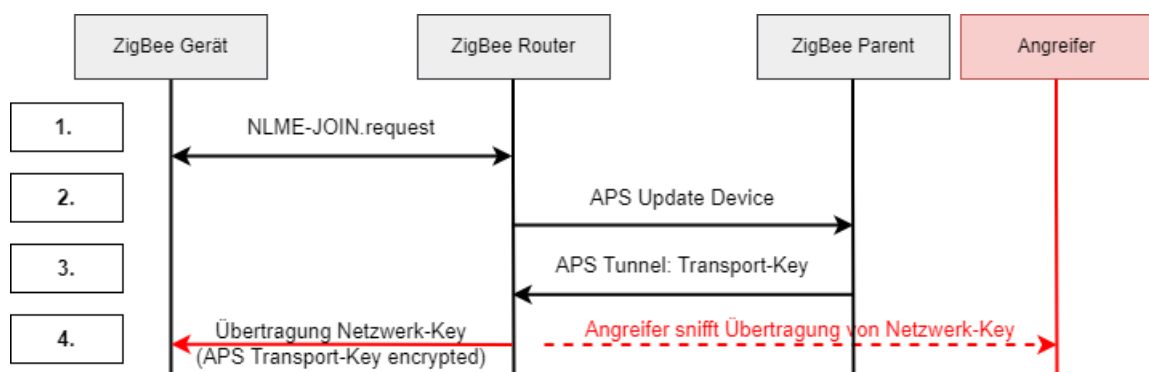 ZigBee Gerät
ZigBee Router
ZigBee Parent
Angreifer
1.
NLME-JOIN.request
2.
APS Update Device
3.
APS Tunnel: Transport-Key
4.
Übertragung Netzwerk-Key
(APS Transport-Key encrypted)
Angreifer snifft Übertragung von Netzwerk-Key